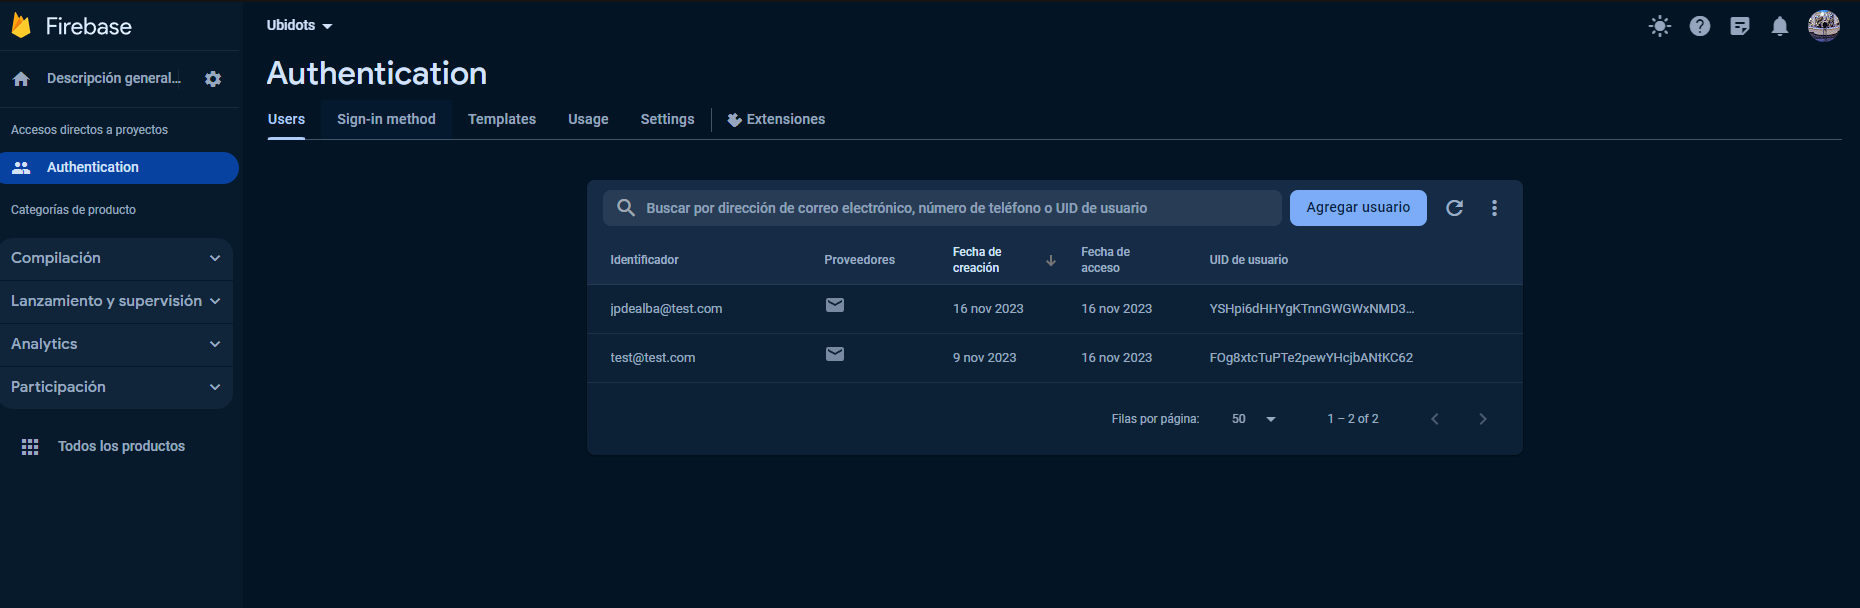 Firebase
Ubidots
Descripción general...
Authentication
Users Sign-in method Templates Usage Settings Extensiones
Accesos directos a proyectos
Authentication
Categorías de producto
Compilación
Lanzamiento y supervisión
Analytics
Participación
Todos los productos
Buscar por dirección de correo electrónico, número de teléfono o UID de usuario
Agregar usuario
Identificador Proveedores Fecha de creación Fecha de acceso UID de usuario
jpdealba@test.com 16 nov 2023 16 nov 2023 YSHpi6dHHYgKTnnGWGWxNMD3...
test@test.com 9 nov 2023 16 nov 2023 FOg8xtcTuPTe2pewYHcjbANtKC62
Filas por página: 50 1 – 2 of 2